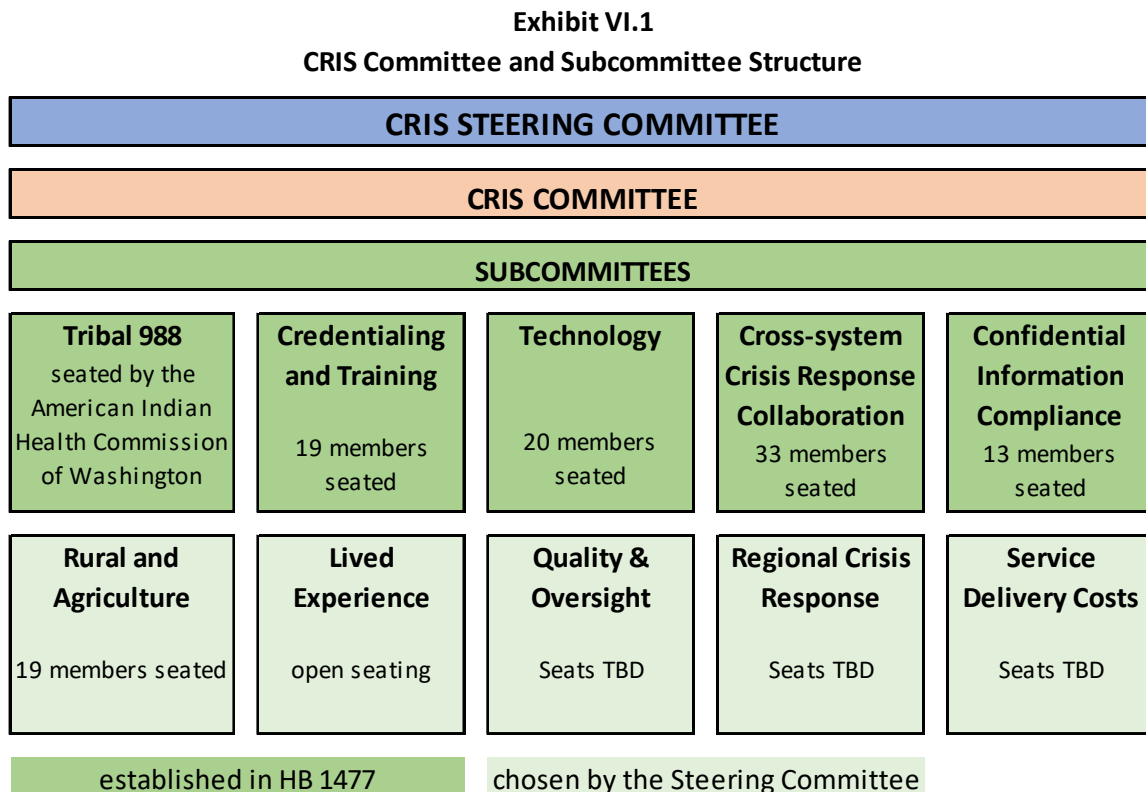 Exhibit VI.1
CRIS Committee and Subcommittee Structure
CRIS STEERING COMMITTEE
CRIS COMMITTEE
SUBCOMMITTEES
Tribal 988
seated by the
American Indian
Health Commission
of Washington
Credentialing
and Training
19 members
seated
Technology
20 members
seated
Cross-system
Crisis Response
Collaboration
33 members
seated
Confidential
Information
Compliance
13 members
seated
Rural and
Agriculture
19 members seated
Lived
Experience
open seating
Quality &
Oversight
Seats TBD
Regional Crisis
Response
Seats TBD
Service
Delivery Costs
Seats TBD
established in HB 1477
chosen by the Steering Committee